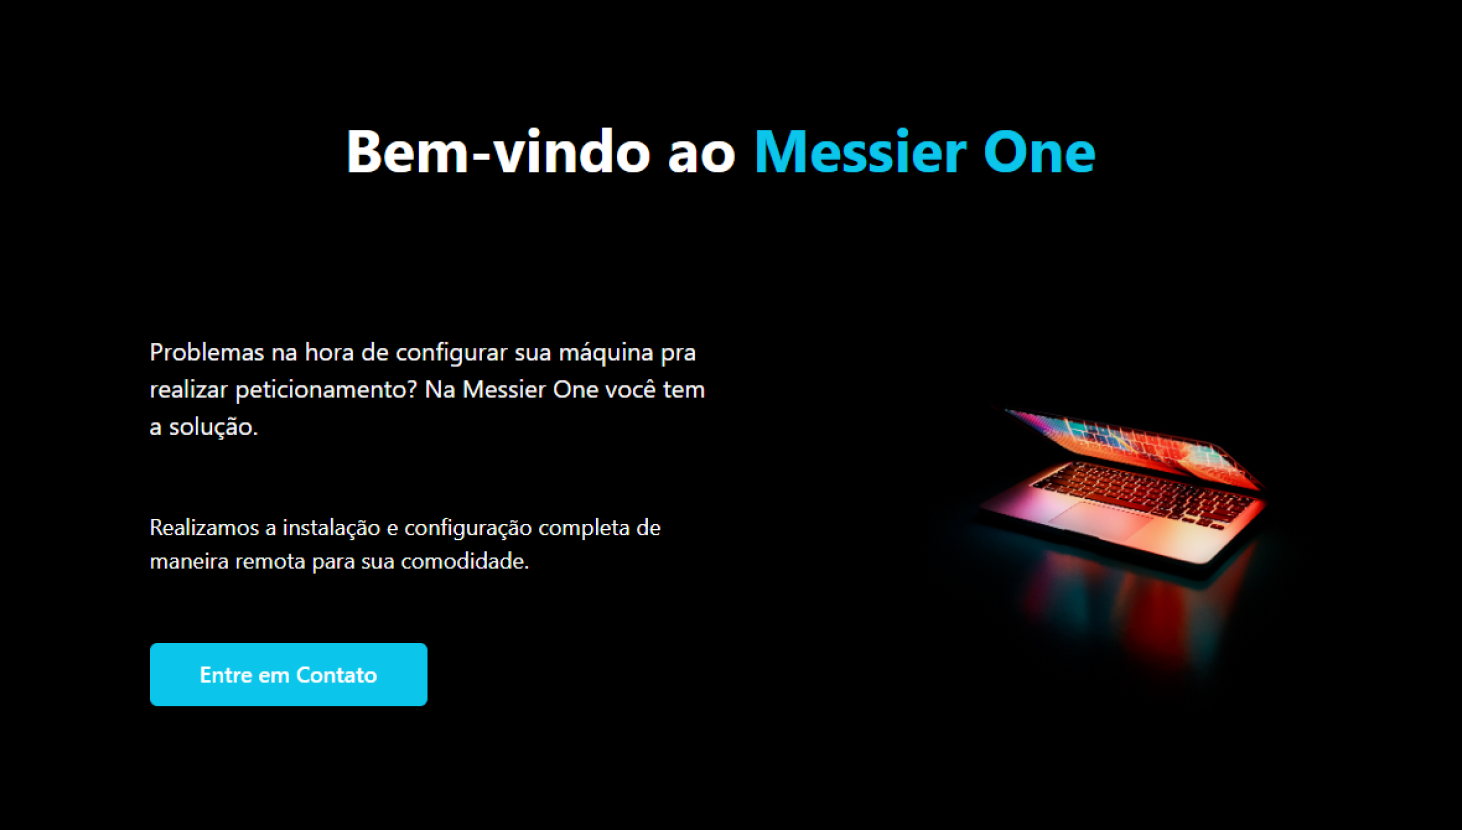 Bem-vindo ao Messier One
Problemas na hora de configurar sua máquina pra
realizar peticionamento? Na Messier One você tem
a solução.
Realizamos a instalação e configuração completa de
maneira remota para sua comodidade.
Entre em Contato